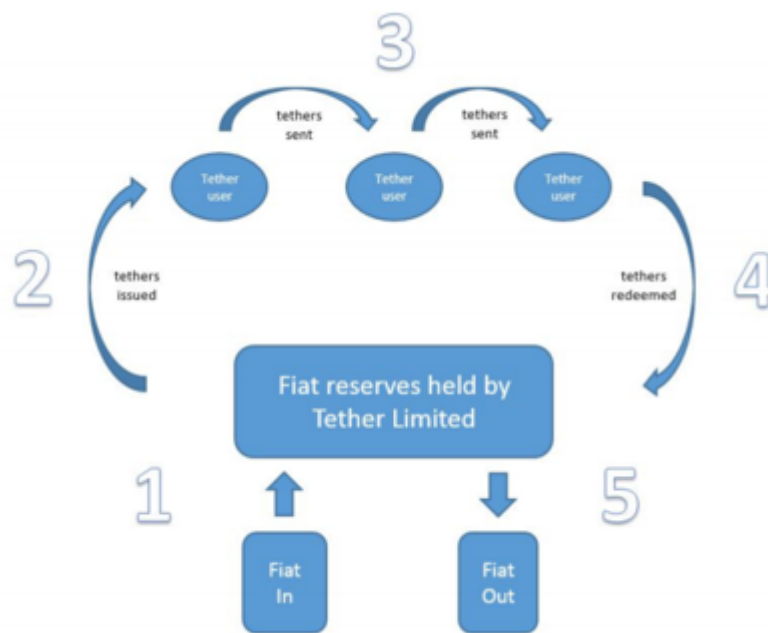 3
tethers
sent
tethers
sent
Tether
user
Tether
user
Tether
user
2
tethers
issued
tethers
redeemed
4
Fiat reserves held by
Tether Limited
1
5
Fiat
In
Fiat
Out